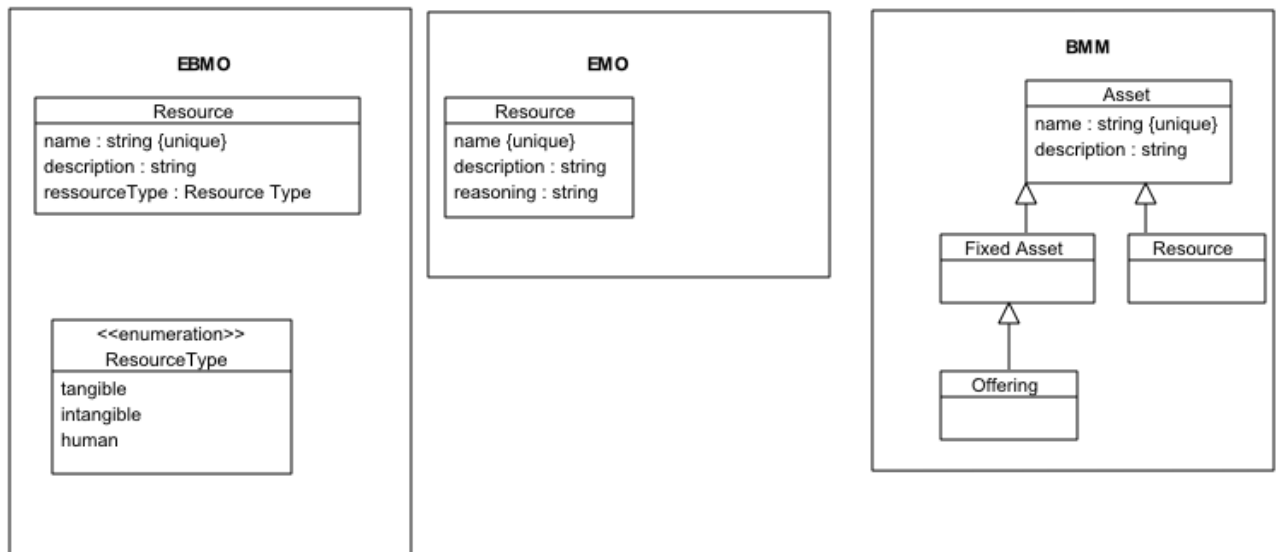 EBMO
Resource
name : string {unique}
description : string
ressourceType : Resource Type
<<enumeration>>
ResourceType
tangible
intangible
human
EMO
Resource
name {unique}
description : string
reasoning : string
BMM
Asset
name : string {unique}
description : string
Fixed Asset
Resource
Offering